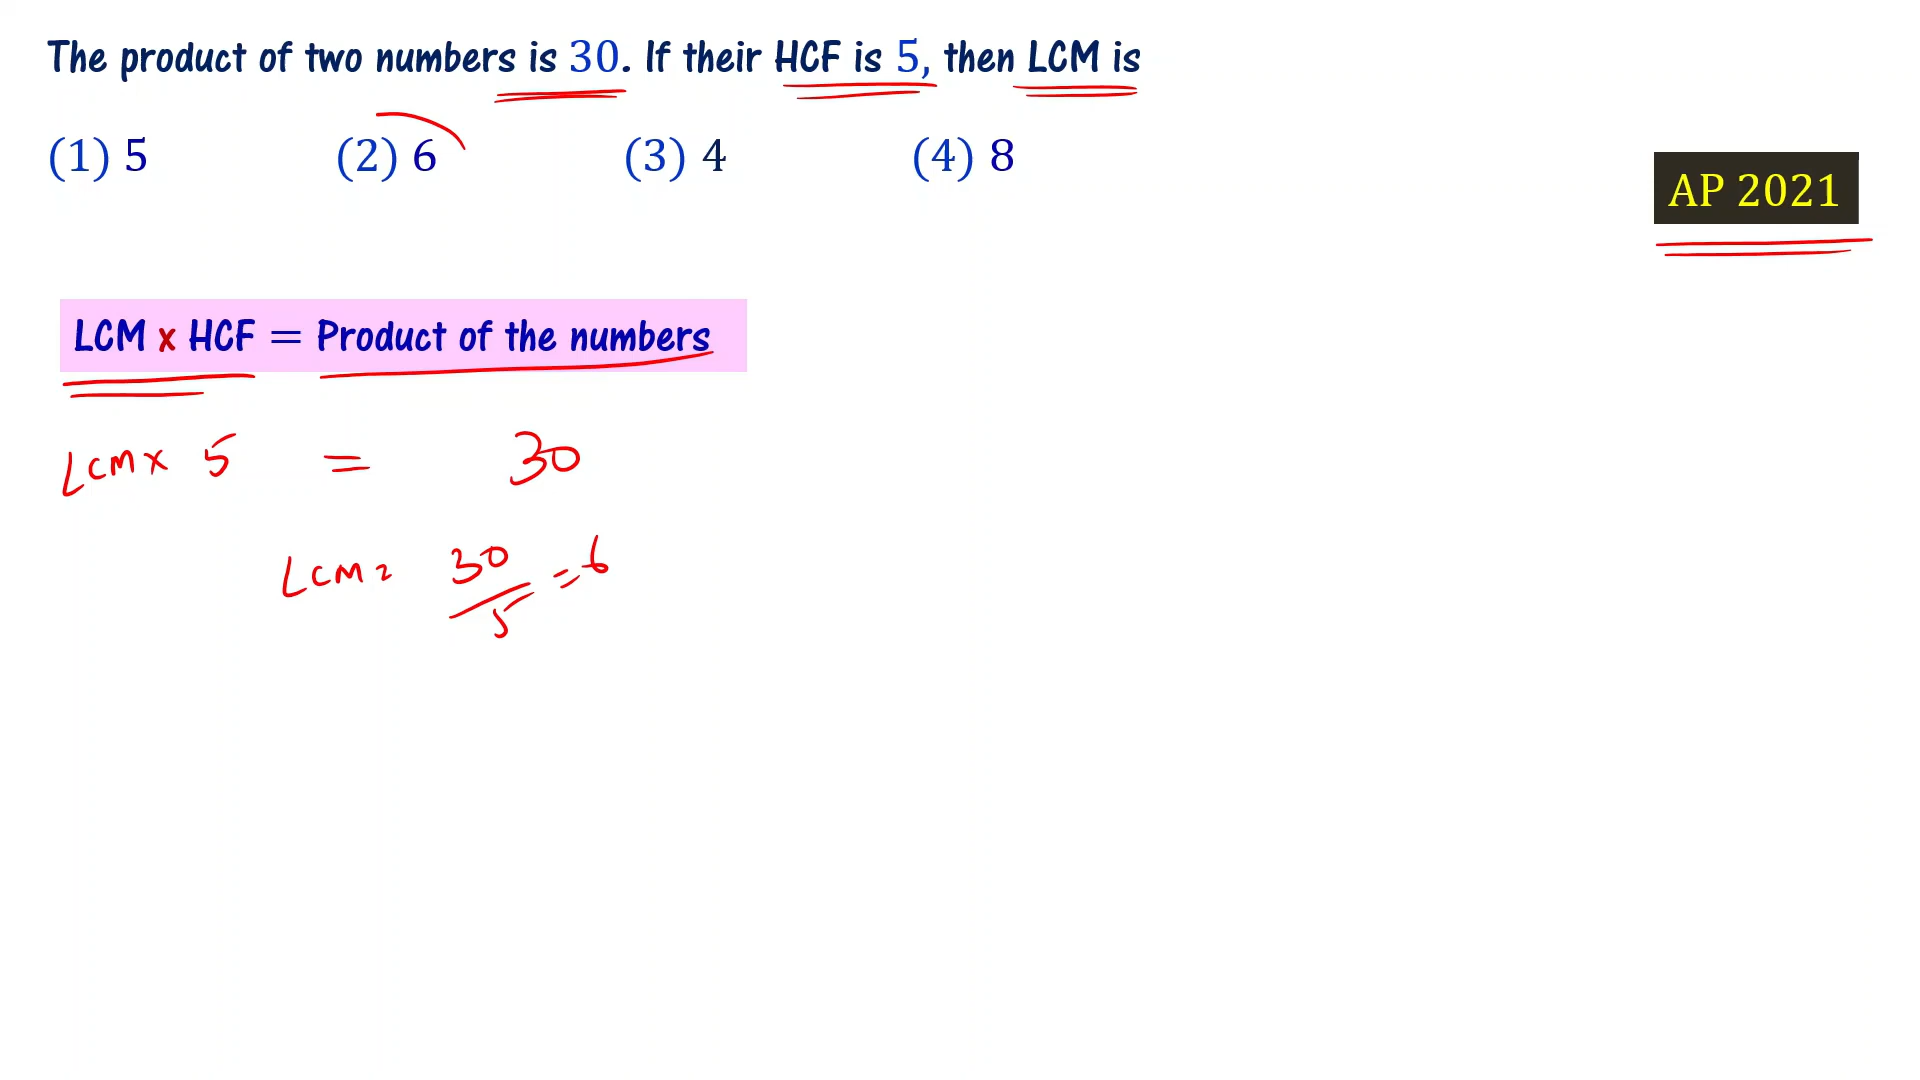 The product of two numbers is 30. If their HCF is 5, then LCM is
(1) 5 (2) 6 (3) 4 (4) 8
AP 2021
LCM x HCF = Product of the numbers
LCM x 5 = 30
LCM = 30/5 = 6